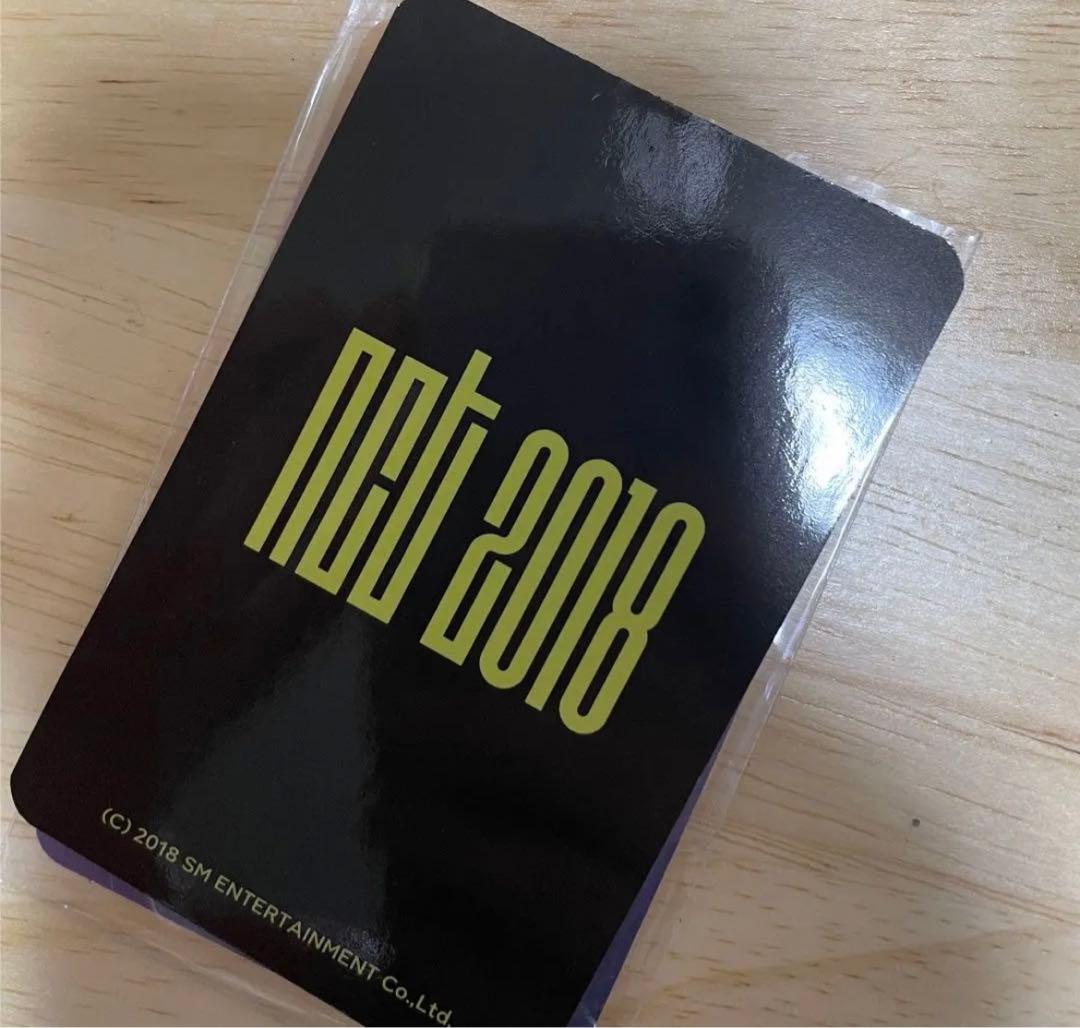 nct 2018
(C) 2018 SM ENTERTAINMENT Co.,Ltd.